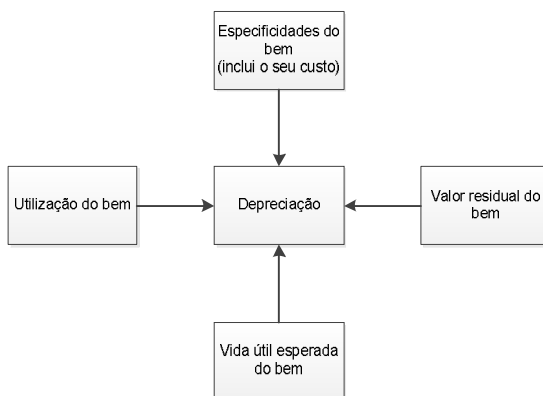 Especificidades do
bem
(inclui o seu custo)
Utilização do bem
Depreciação
Valor residual do
bem
Vida útil esperada
do bem